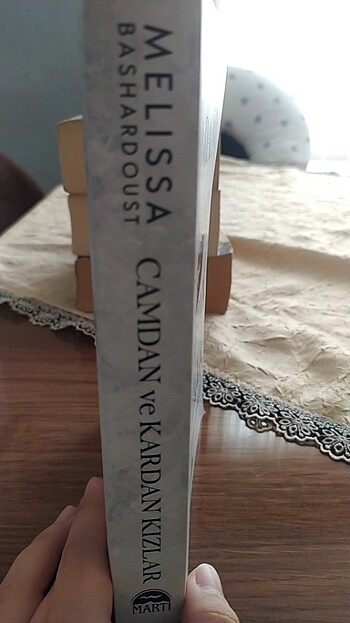 MELISSA
BASHARDOUST
CAMDAN ve KARDAN KIZLAR
MARTI